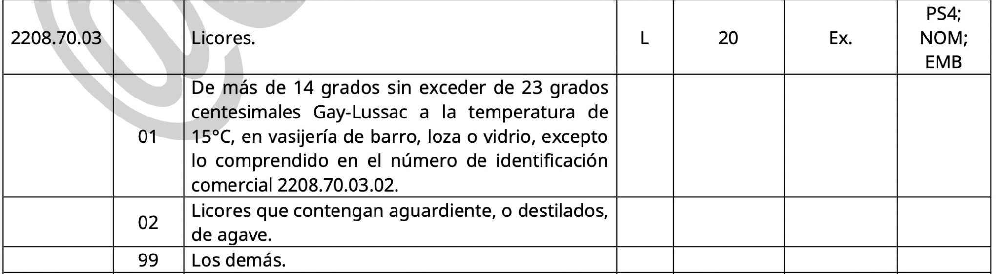 2208.70.03 Licores. L 20 Ex. PS4;
NOM;
EMB
De más de 14 grados sin exceder de 23 grados
centesimales Gay-Lussac a la temperatura de
01 15°C, en vasijería de barro, loza o vidrio, excepto
lo comprendido en el número de identificación
comercial 2208.70.03.02.
02 Licores que contengan aguardiente, o destilados,
de agave.
99 Los demás.